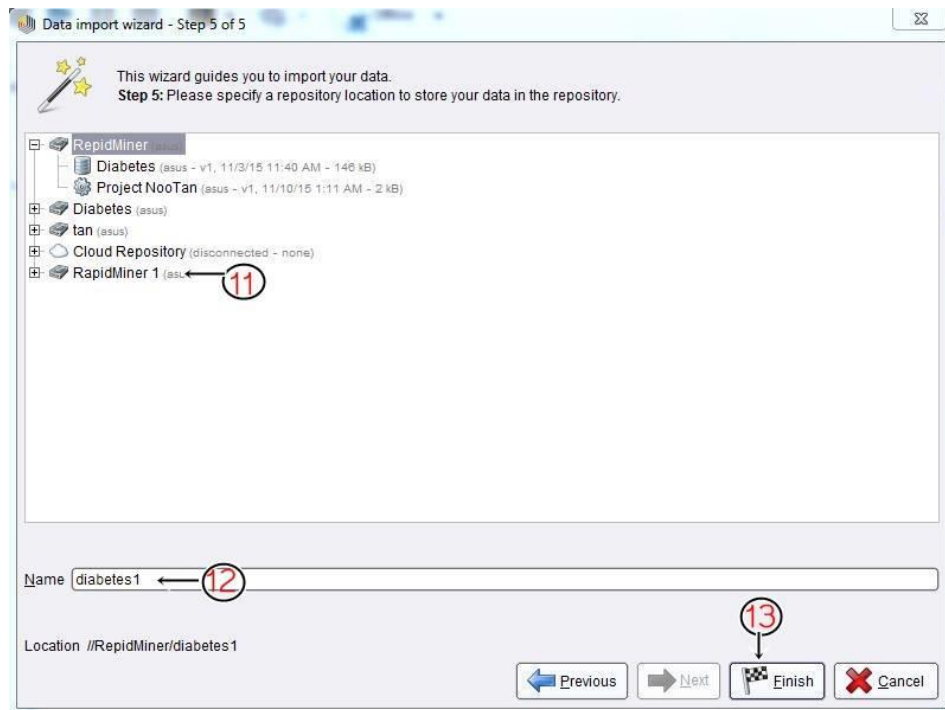 Data import wizard - Step 5 of 5
This wizard guides you to import your data.
Step 5: Please specify a repository location to store your data in the repository.
RepidMiner (asus)
Diabetes (asus - v1, 11/3/15 11:40 AM - 146 kB)
Project NooTan (asus - v1, 11/10/15 1:11 AM - 2 kB)
Diabetes (asus)
tan (asus)
Cloud Repository (disconnected - none)
RapidMiner 1 (asu 11
Name diabetes1 12
13
Location //RepidMiner/diabetes1
Previous Next Finish Cancel